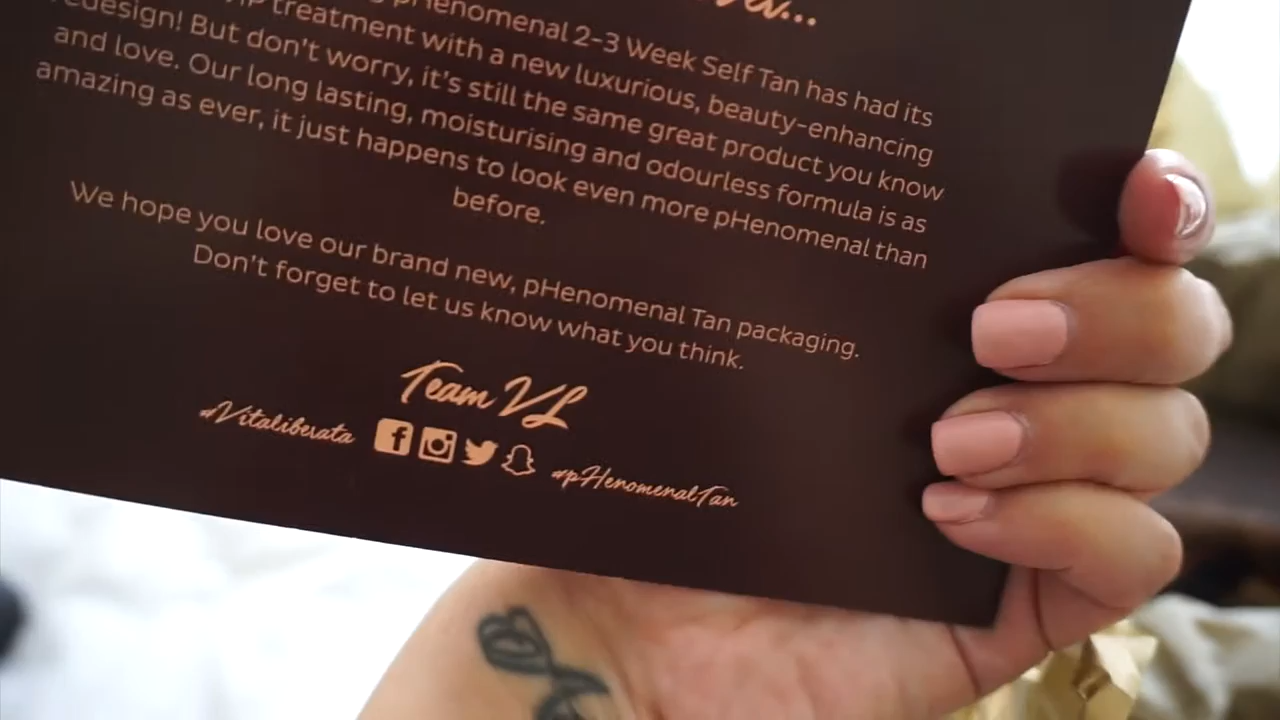 pHenomenal 2-3 Week Self Tan has had its
treatment with a new luxurious, beauty-enhancing
redesign! But don't worry, it's still the same great product you know
and love. Our long lasting, moisturising and odourless formula is as
amazing as ever, it just happens to look even more pHenomenal than
before.
We hope you love our brand new, pHenomenal Tan packaging.
Don't forget to let us know what you think.
Team VL
#Vitaliberata
#pHenomenalTan